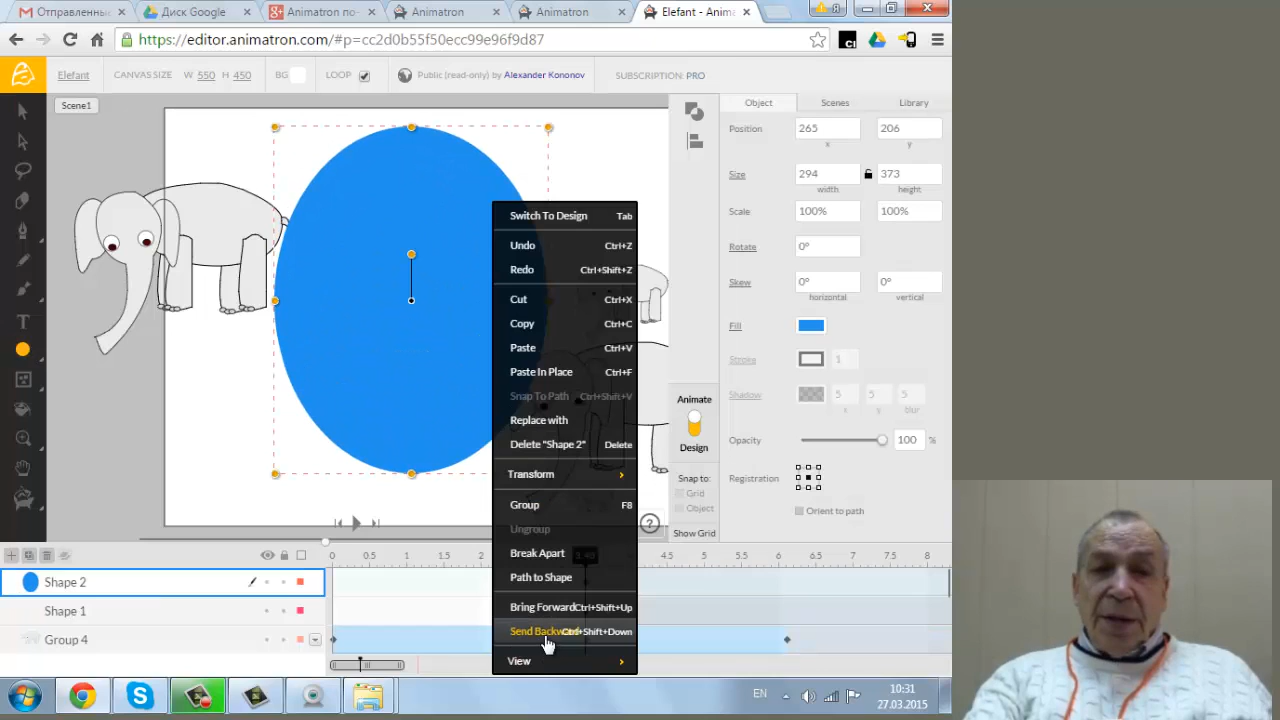 Отправленные
Диск Google
Animatron по-
Animatron
Animatron
Elefant - Anima
https://editor.animatron.com/#p=cc2d0b55f50ecc99e96f9d87
Elefant
CANVAS SIZE W 550 H 450
BG
LOOP
Public (read-only) by Alexander Kononov
SUBSCRIPTION: PRO
Scene1
Object
Scenes
Library
Position
265
206
x
y
Size
294
373
width
height
Scale
100%
100%
Rotate
0°
Skew
0°
0°
horizontal
vertical
Fill
Stroke
1
Shadow
5
5
5
x
y
blur
Opacity
100 %
Registration
Orient to path
Animate
Design
Snap to:
Grid
Object
Show Grid
Switch To Design Tab
Undo Ctrl+Z
Redo Ctrl+Shift+Z
Cut Ctrl+X
Copy Ctrl+C
Paste Ctrl+V
Paste In Place Ctrl+F
Snap To Path Ctrl+Shift+V
Replace with
Delete "Shape 2" Delete
Transform
Group F8
Ungroup
Break Apart
Path to Shape
Bring Forward Ctrl+Shift+Up
Send Backward Ctrl+Shift+Down
View
0 0.5 1 1.5 2 4.5 5 5.5 6 6.5 7 7.5 8
Shape 2
Shape 1
Group 4
EN
10:31
27.03.2015